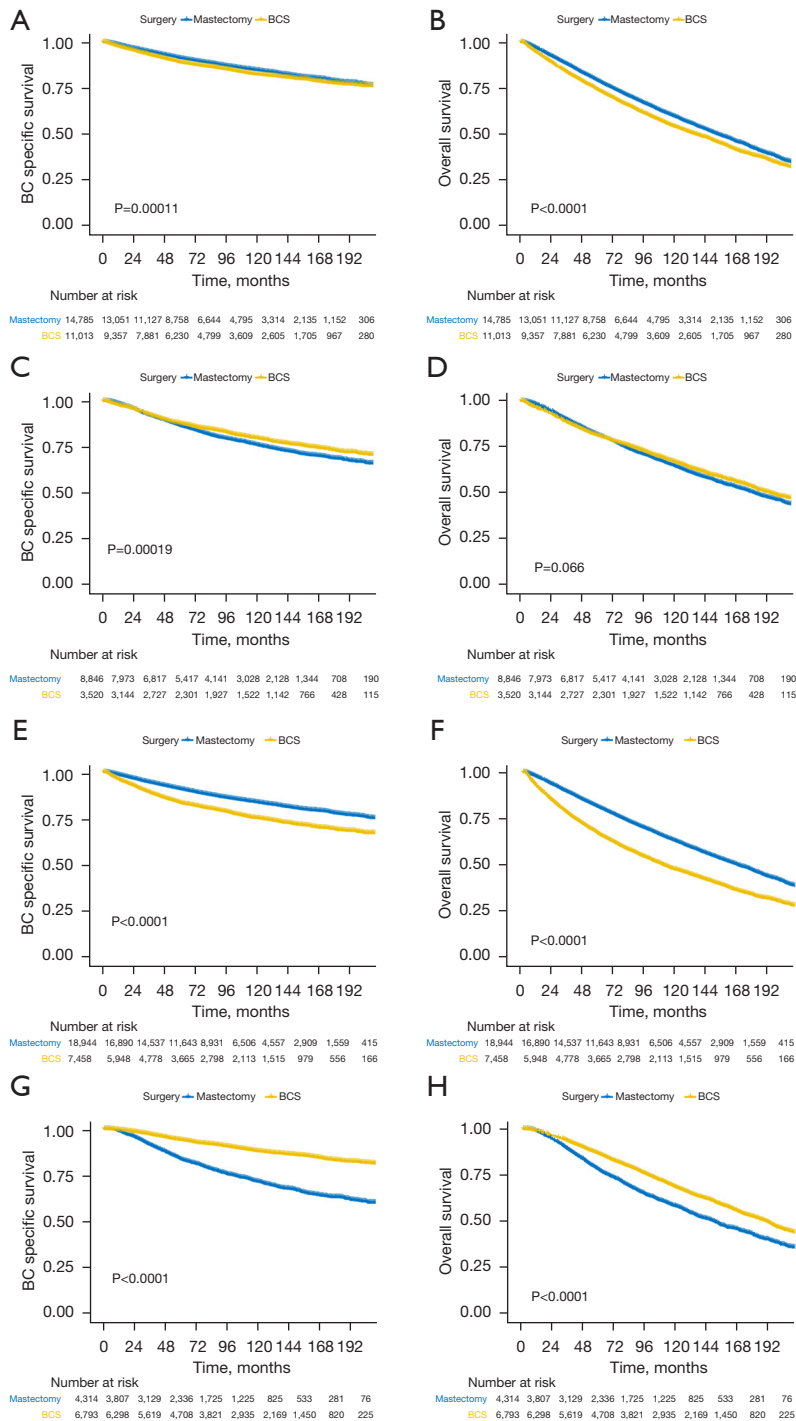 A
Surgery Mastectomy BCS
1.00
0.75
0.50
0.25
0.00
BC specific survival
P=0.00011
0 24 48 72 96 120 144 168 192
Time, months
Number at risk
Mastectomy 14,785 13,051 11,127 8,758 6,644 4,795 3,314 2,135 1,152 306
BCS 11,013 9,357 7,881 6,230 4,799 3,609 2,605 1,705 967 280
B
Surgery Mastectomy BCS
1.00
0.75
0.50
0.25
0.00
Overall survival
P<0.0001
0 24 48 72 96 120 144 168 192
Time, months
Number at risk
Mastectomy 14,785 13,051 11,127 8,758 6,644 4,795 3,314 2,135 1,152 306
BCS 11,013 9,357 7,881 6,230 4,799 3,609 2,605 1,705 967 280
C
Surgery Mastectomy BCS
1.00
0.75
0.50
0.25
0.00
BC specific survival
P=0.00019
0 24 48 72 96 120 144 168 192
Time, months
Number at risk
Mastectomy 8,846 7,973 6,817 5,417 4,141 3,028 2,128 1,344 708 190
BCS 3,520 3,144 2,727 2,301 1,927 1,522 1,142 766 428 115
D
Surgery Mastectomy BCS
1.00
0.75
0.50
0.25
0.00
Overall survival
P=0.066
0 24 48 72 96 120 144 168 192
Time, months
Number at risk
Mastectomy 8,846 7,973 6,817 5,417 4,141 3,028 2,128 1,344 708 190
BCS 3,520 3,144 2,727 2,301 1,927 1,522 1,142 766 428 115
E
Surgery Mastectomy BCS
1.00
0.75
0.50
0.25
0.00
BC specific survival
P<0.0001
0 24 48 72 96 120 144 168 192
Time, months
Number at risk
Mastectomy 18,944 16,890 14,537 11,643 8,931 6,506 4,557 2,909 1,559 415
BCS 7,458 5,948 4,778 3,665 2,798 2,113 1,515 979 556 166
F
Surgery Mastectomy BCS
1.00
0.75
0.50
0.25
0.00
Overall survival
P<0.0001
0 24 48 72 96 120 144 168 192
Time, months
Number at risk
Mastectomy 18,944 16,890 14,537 11,643 8,931 6,506 4,557 2,909 1,559 415
BCS 7,458 5,948 4,778 3,665 2,798 2,113 1,515 979 556 166
G
Surgery Mastectomy BCS
1.00
0.75
0.50
0.25
0.00
BC specific survival
P<0.0001
0 24 48 72 96 120 144 168 192
Time, months
Number at risk
Mastectomy 4,314 3,807 3,129 2,336 1,725 1,225 825 533 281 76
BCS 6,793 6,298 5,619 4,708 3,821 2,935 2,169 1,450 820 225
H
Surgery Mastectomy BCS
1.00
0.75
0.50
0.25
0.00
Overall survival
P<0.0001
0 24 48 72 96 120 144 168 192
Time, months
Number at risk
Mastectomy 4,314 3,807 3,129 2,336 1,725 1,225 825 533 281 76
BCS 6,793 6,298 5,619 4,708 3,821 2,935 2,169 1,450 820 225